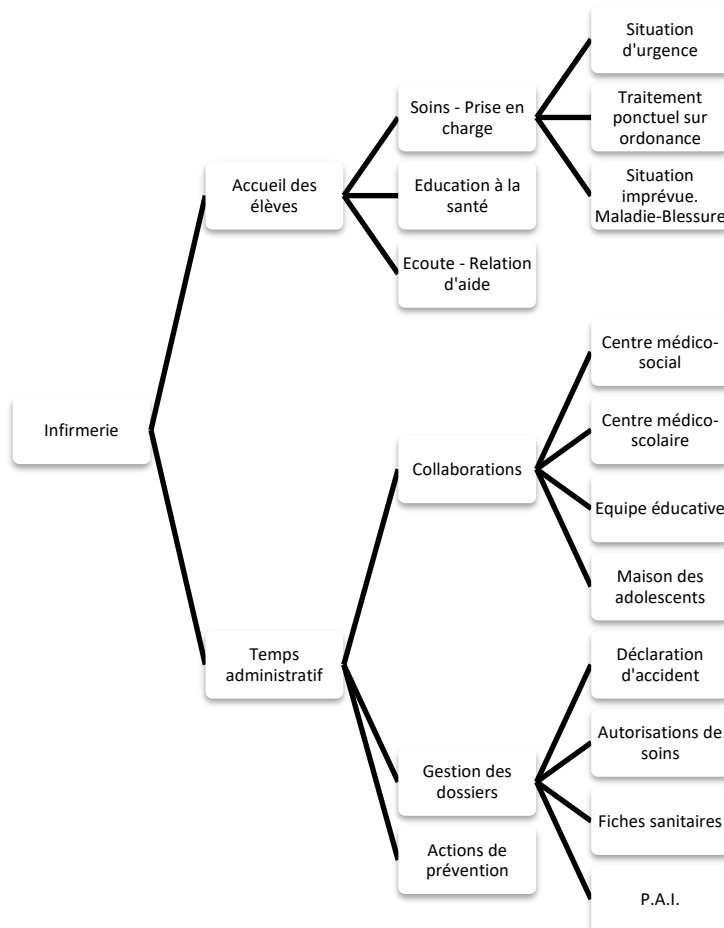 Infirmerie
Accueil des
élèves
Soins - Prise en
charge
Situation
d'urgence
Traitement
ponctuel sur
ordonance
Situation
imprévue.
Maladie-Blessure
Education à la
santé
Ecoute - Relation
d'aide
Temps
administratif
Collaborations
Centre médico-
social
Centre médico-
scolaire
Equipe éducative
Maison des
adolescents
Gestion des
dossiers
Déclaration
d'accident
Autorisations de
soins
Fiches sanitaires
P.A.I.
Actions de
prévention